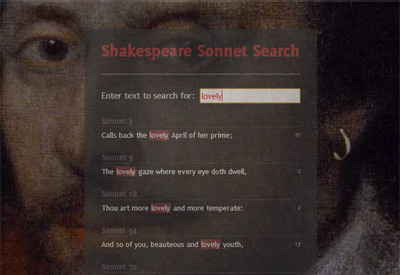 Shakespeare Sonnet Search
Enter text to search for: lovely
Sonnet 3
Calls back the lovely April of her prime; 10
Sonnet 5
The lovely gaze where every eye doth dwell, 2
Sonnet 18
Thou art more lovely and more temperate: 2
Sonnet 54
And so of you, beauteous and lovely youth, 13
Sonnet 79